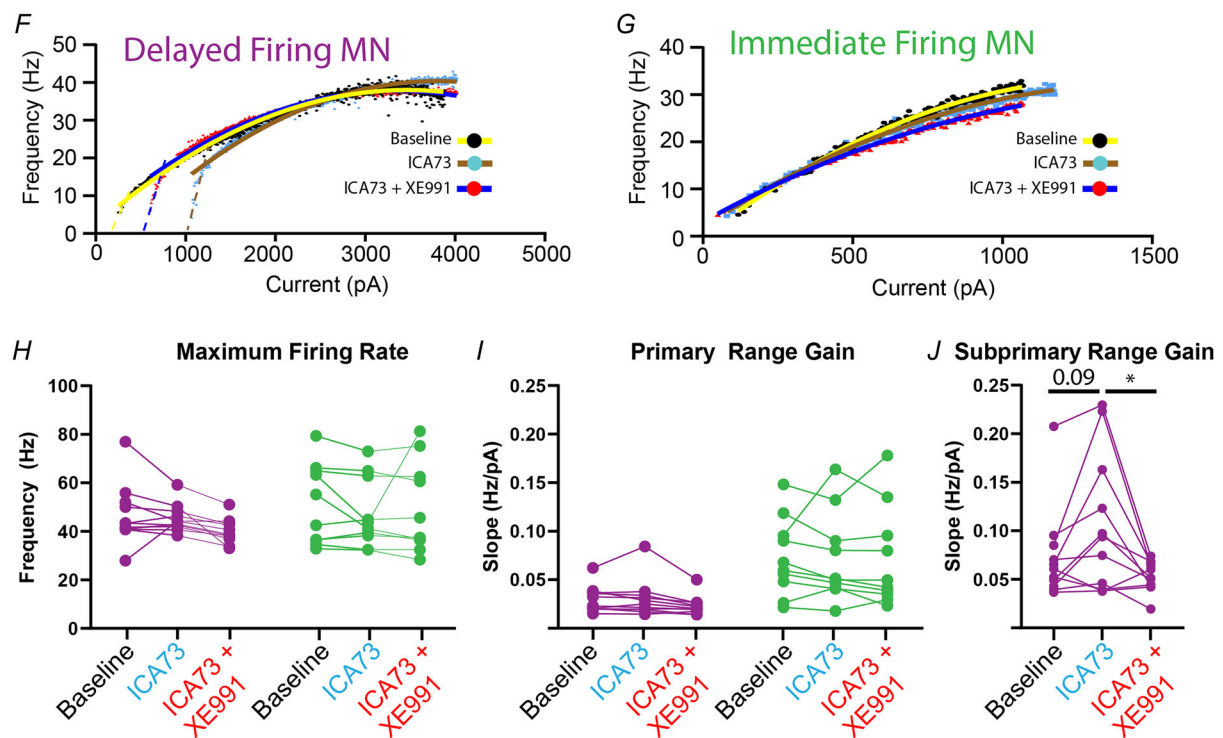 F
Delayed Firing MN
Frequency (Hz)
50
40
30
20
10
0
0
1000
2000
3000
4000
5000
Current (pA)
Baseline
ICA73
ICA73 + XE991
G
Immediate Firing MN
Frequency (Hz)
40
30
20
10
0
0
500
1000
1500
Current (pA)
Baseline
ICA73
ICA73 + XE991
H
Maximum Firing Rate
Frequency (Hz)
100
80
60
40
20
0
Baseline
ICA73
ICA73 +
XE991
Baseline
ICA73
ICA73 +
XE991
I
Primary Range Gain
Slope (Hz/pA)
0.25
0.20
0.15
0.10
0.05
Baseline
ICA73
ICA73 +
XE991
Baseline
ICA73
ICA73 +
XE991
J
Subprimary Range Gain
0.09
*
Slope (Hz/pA)
0.25
0.20
0.15
0.10
0.05
Baseline
ICA73
ICA73 +
XE991